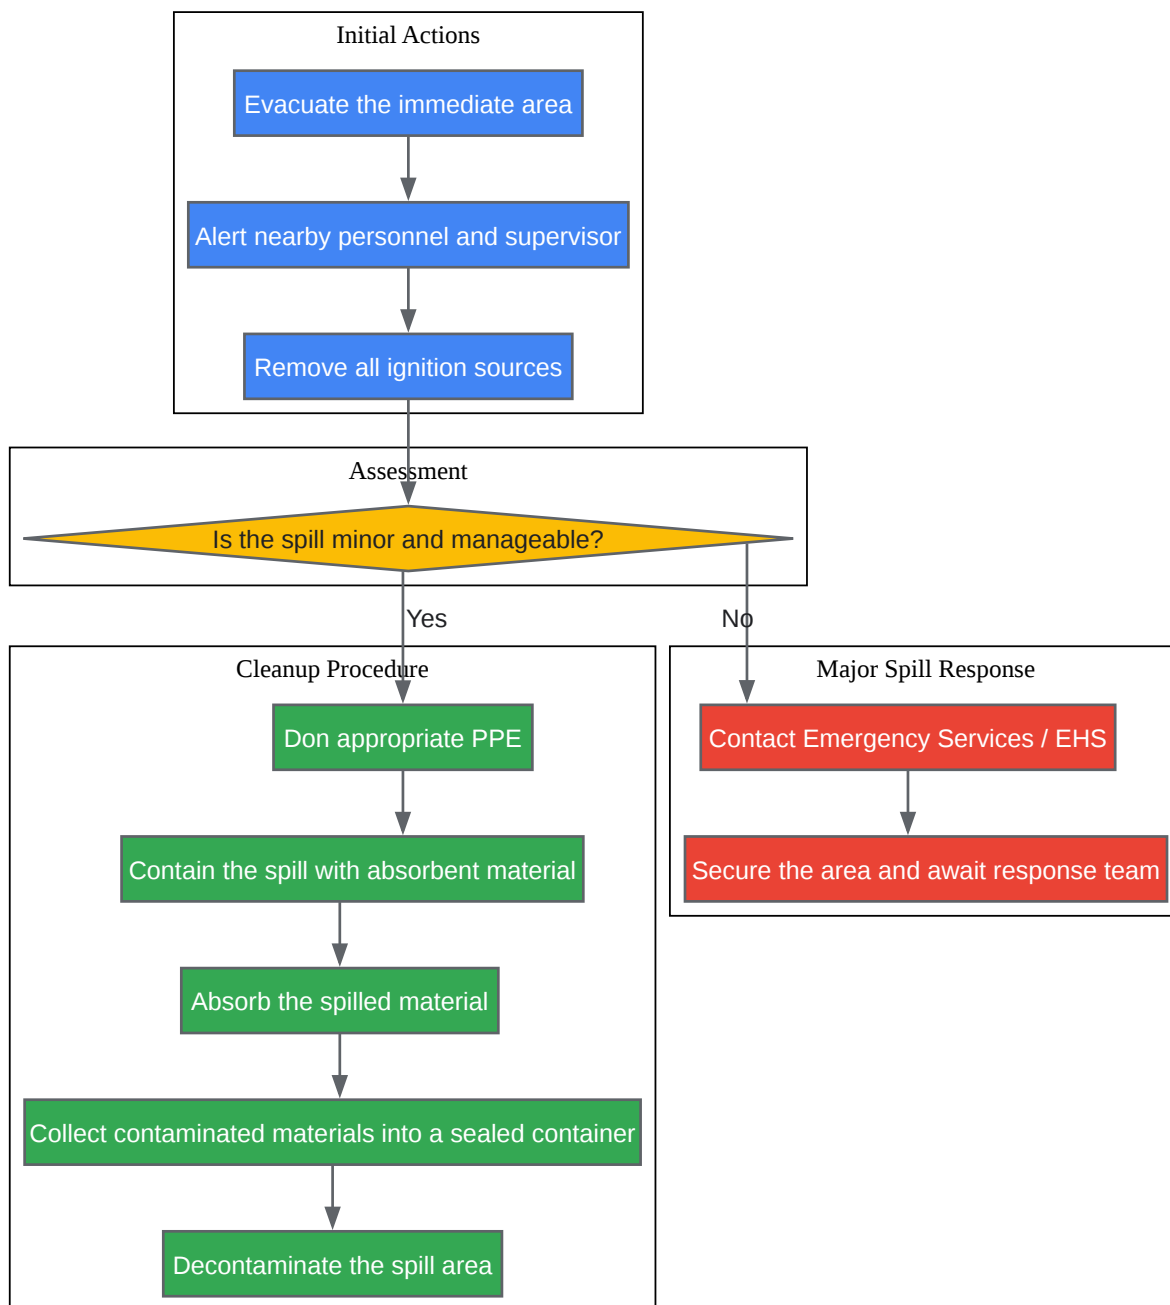 Initial Actions
Evacuate the immediate area
Alert nearby personnel and supervisor
Remove all ignition sources
Assessment
Is the spill minor and manageable?
Yes
No
Cleanup Procedure
Don appropriate PPE
Contain the spill with absorbent material
Absorb the spilled material
Collect contaminated materials into a sealed container
Decontaminate the spill area
Major Spill Response
Contact Emergency Services / EHS
Secure the area and await response team